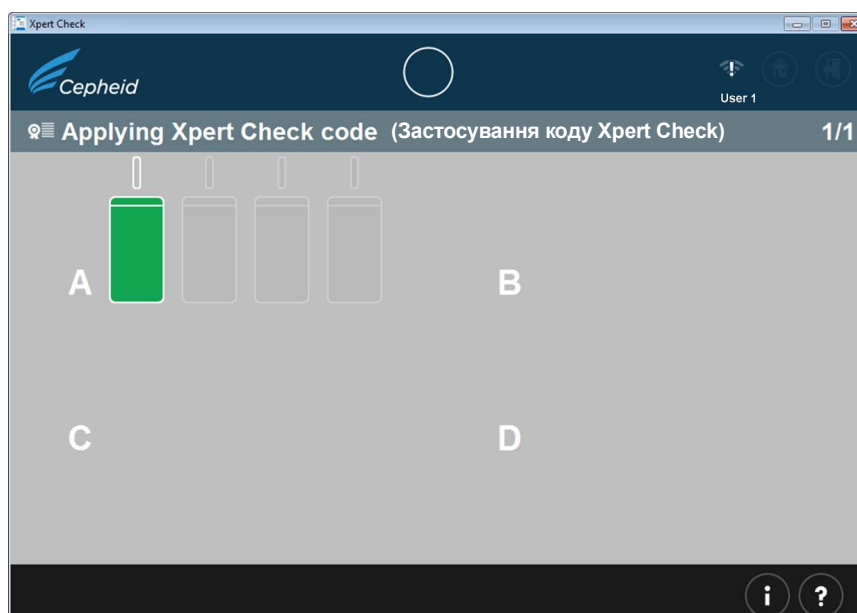 Xpert Check
Cepheid
User 1
Applying Xpert Check code (Застосування коду Xpert Check) 1/1
A
B
C
D
i ?